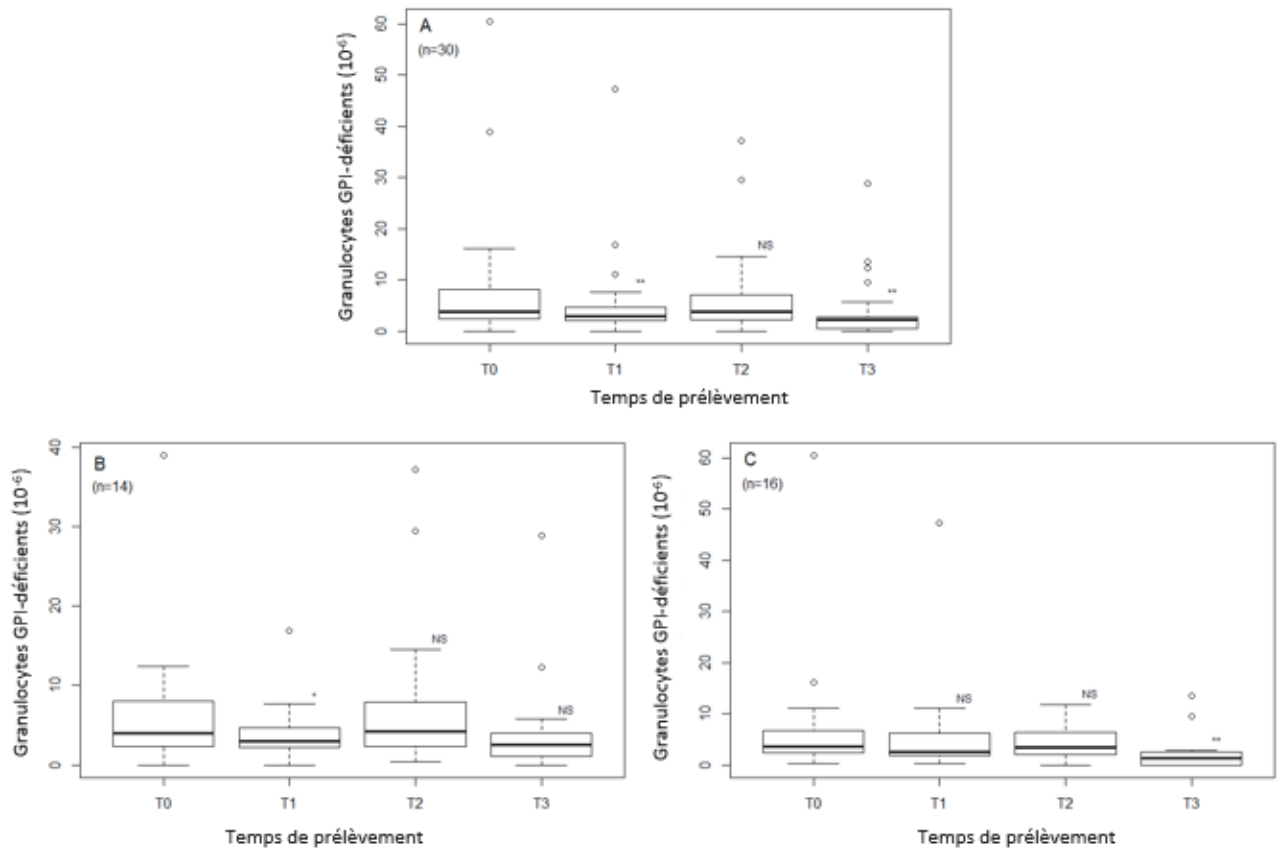 A
(n=30)
Granulocytes GPI-déficients (10⁻⁶)
60
50
40
30
20
10
0
**
NS
**
T0 T1 T2 T3
Temps de prélèvement
B
(n=14)
Granulocytes GPI-déficients (10⁻⁶)
40
30
20
10
0
*
NS
NS
T0 T1 T2 T3
Temps de prélèvement
C
(n=16)
Granulocytes GPI-déficients (10⁻⁶)
60
50
40
30
20
10
0
NS
NS
**
T0 T1 T2 T3
Temps de prélèvement